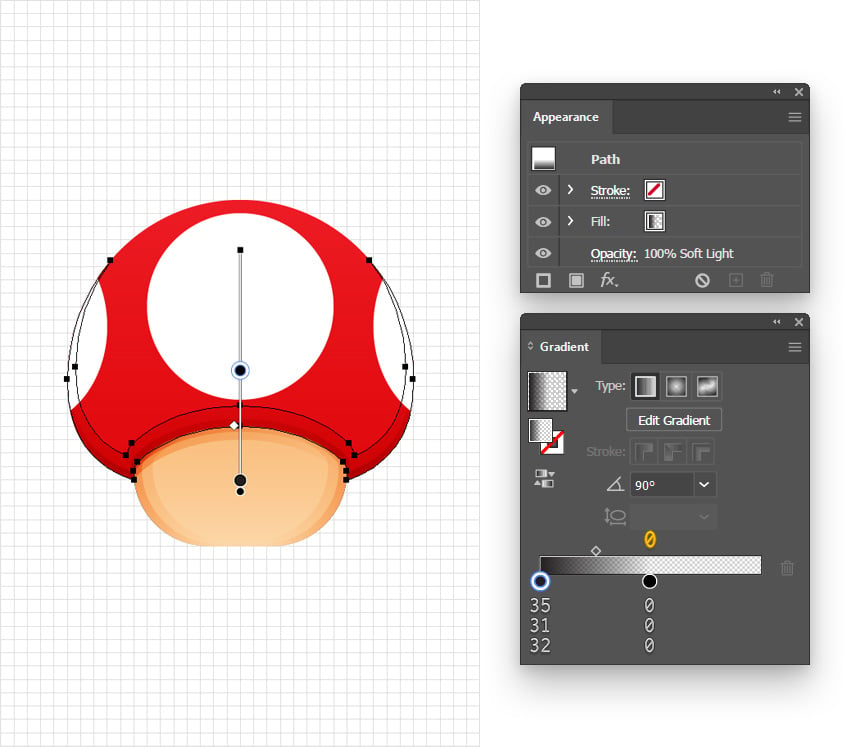 Appearance
Path
Stroke:
Fill:
Opacity: 100% Soft Light
fx
Gradient
Type:
Edit Gradient
Stroke:
90°
0
35 0
31 0
32 0